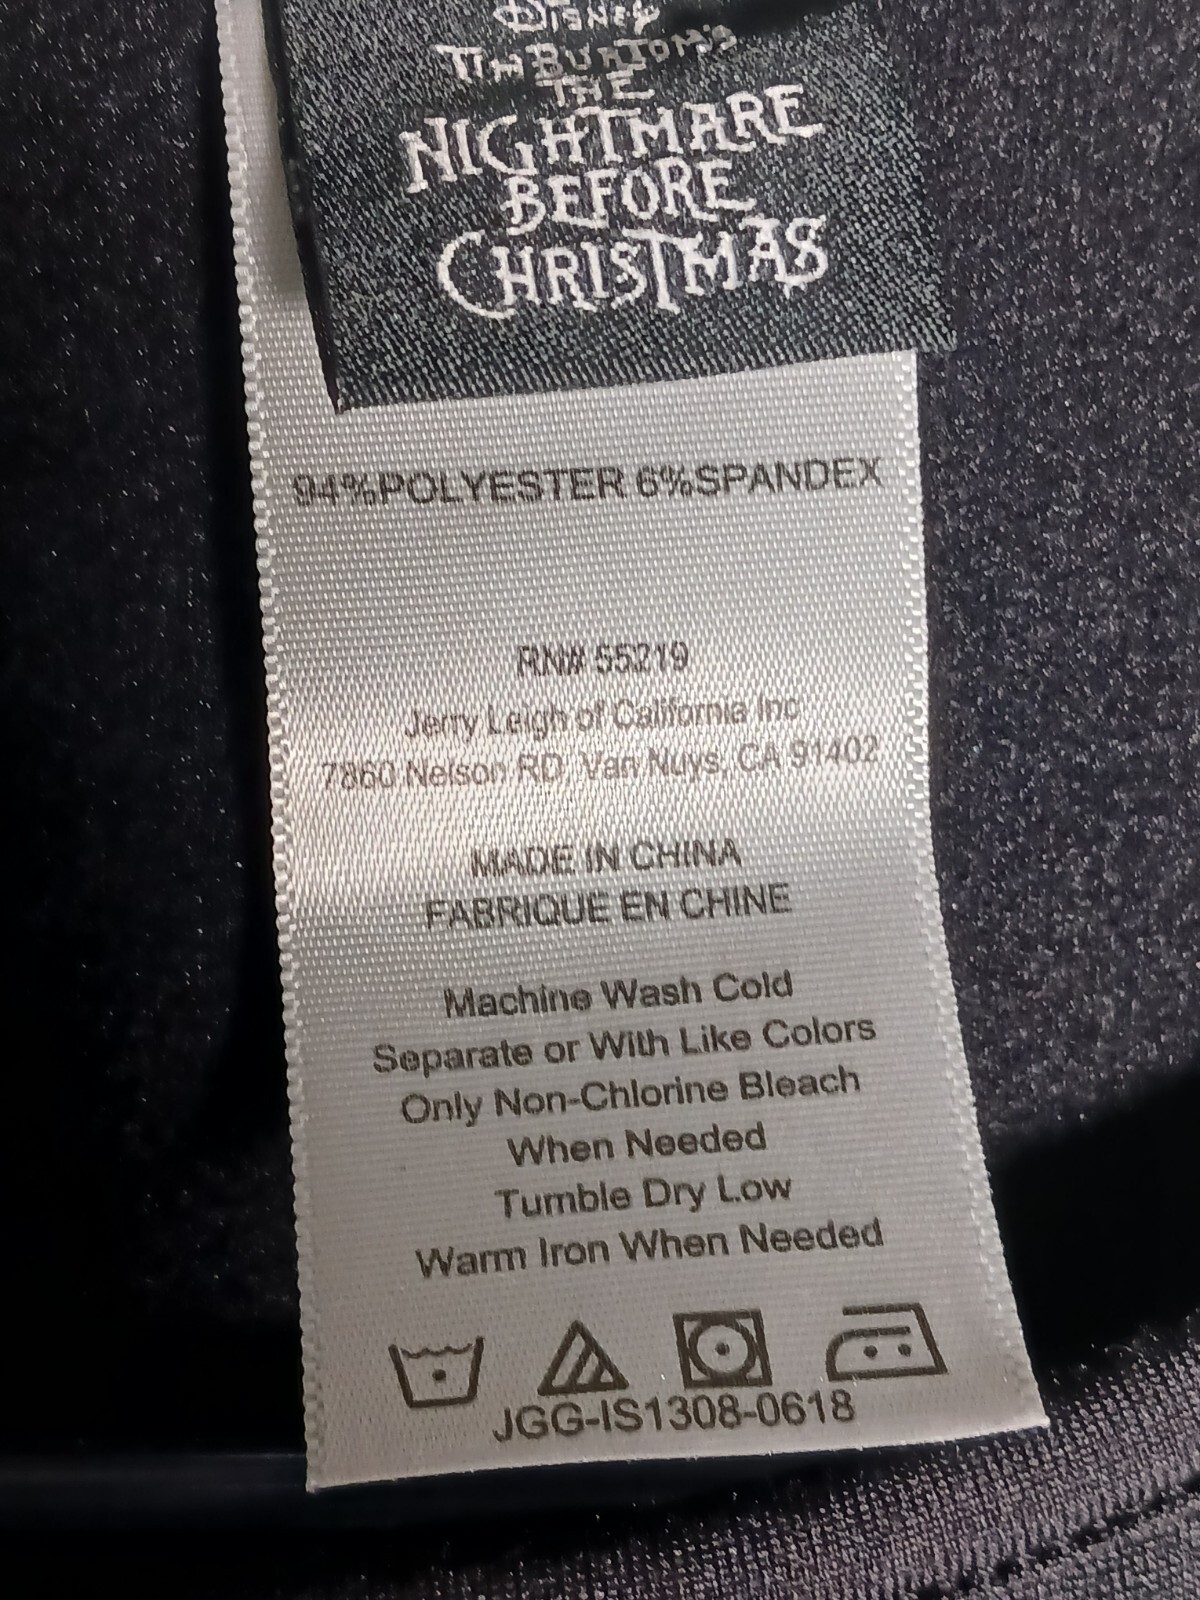 Disney
TIM BURTON'S
THE
NIGHTMARE
BEFORE
CHRISTMAS
94%POLYESTER 6%SPANDEX
RN# 55219
Jerry Leigh of California Inc
7860 Nelson RD, Van Nuys, CA 91402
MADE IN CHINA
FABRIQUE EN CHINE
Machine Wash Cold
Separate or With Like Colors
Only Non-Chlorine Bleach
When Needed
Tumble Dry Low
Warm Iron When Needed
JGG-IS1308-0618